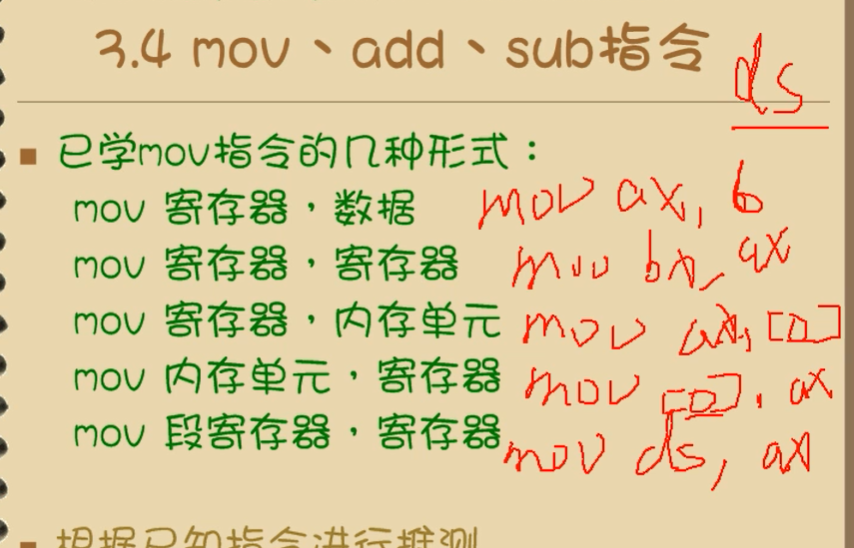 3.4 mov、add、sub指令
ds
已学mov指令的几种形式：
mov 寄存器，数据 mov ax, 6
mov 寄存器，寄存器 mov bx, ax
mov 寄存器，内存单元 mov ax,[0]
mov 内存单元，寄存器 mov [0], ax
mov 段寄存器，寄存器 mov ds, ax
根据已知指令进行推测